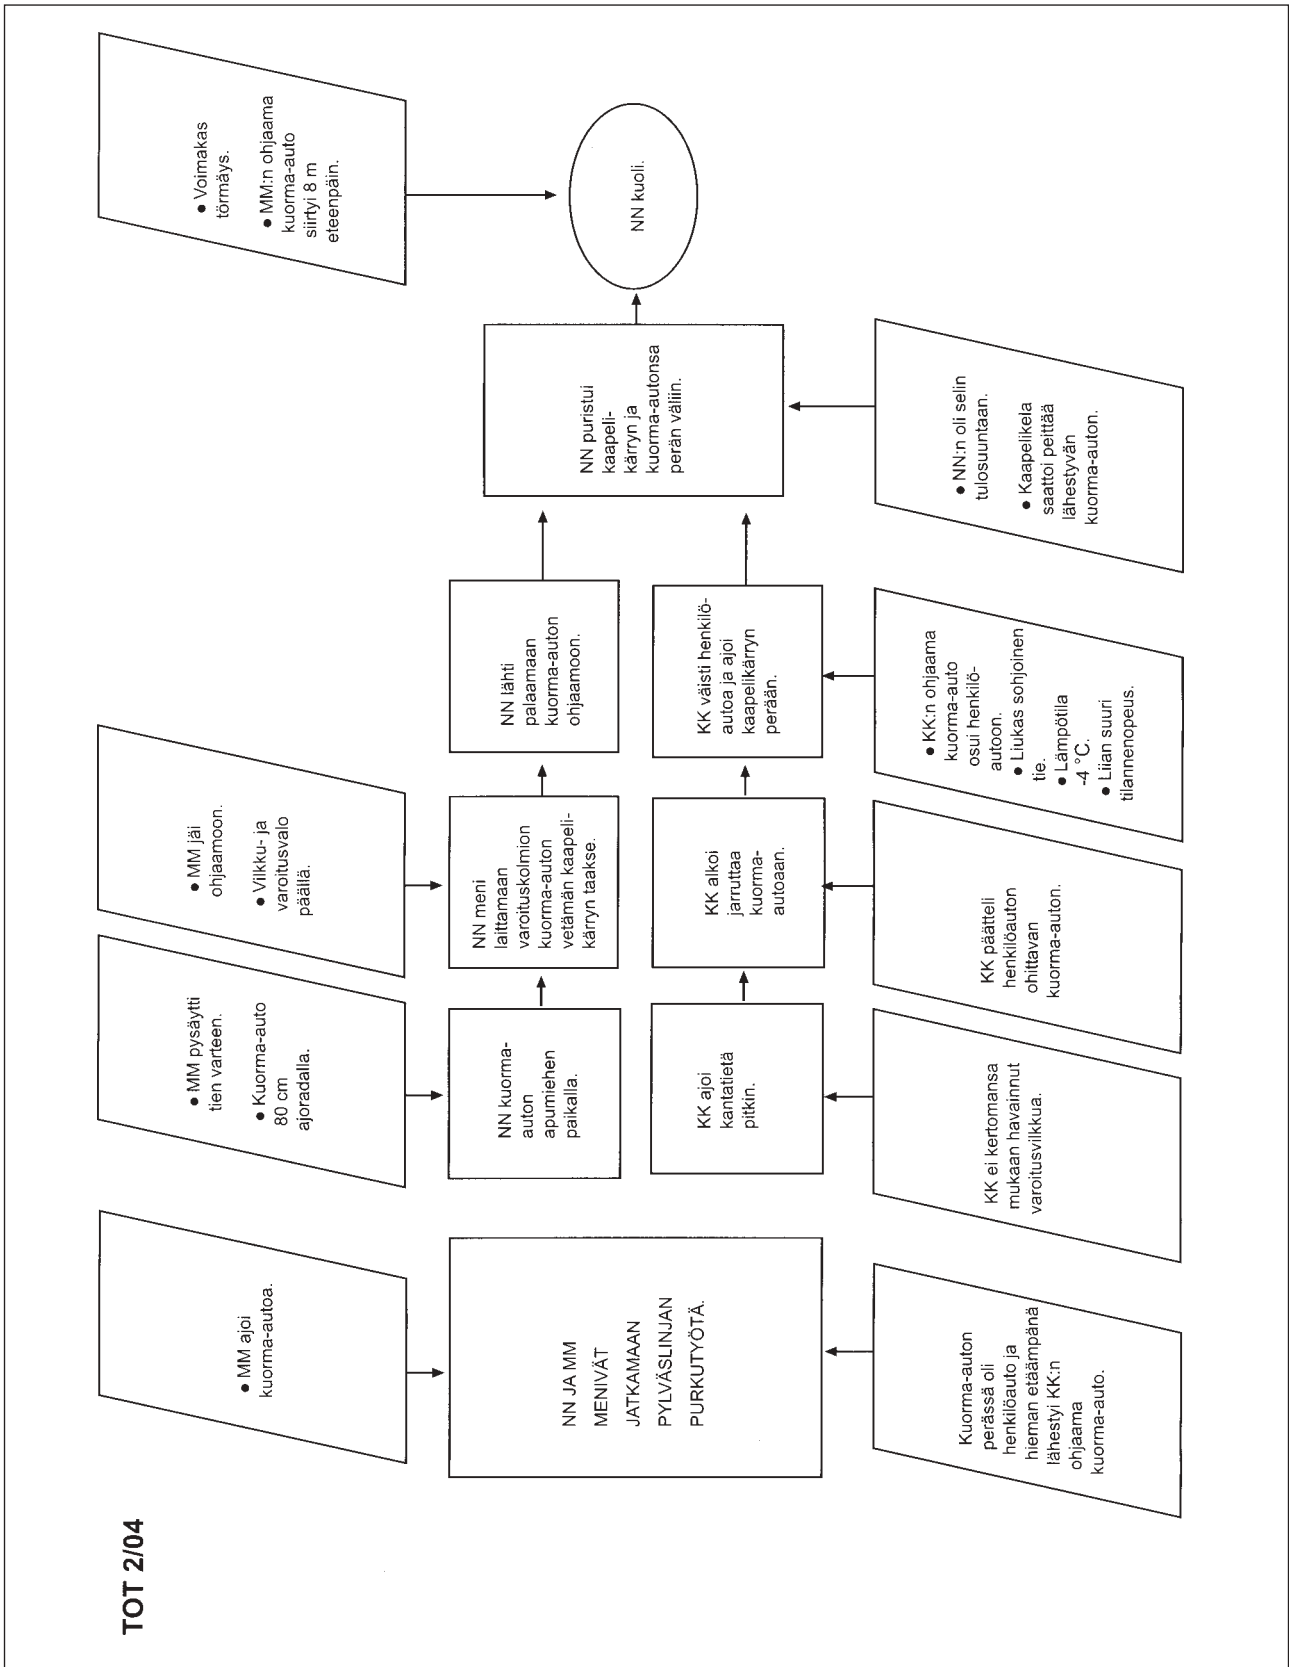 TOT 2/04
● MM ajoi
kuorma-autoa.
● MM pysäytti
tien varteen.
● Kuorma-auto
80 cm
ajoradalla.
● MM jäi
ohjaamoon.
● Vilkku- ja
varoitusvalo
päällä.
● Voimakas
törmäys.
● MM:n ohjaama
kuorma-auto
siirtyi 8 m
eteenpäin.
NN JA MM
MENIVÄT
JATKAMAAN
PYLVÄSLINJAN
PURKUTYÖTÄ.
NN kuorma-
auton
apumiehen
paikalla.
NN meni
laittamaan
varoituskolmion
kuorma-auton
vetämän kaapeli-
kärryn taakse.
NN lähti
palaamaan
kuorma-auton
ohjaamoon.
KK ajoi
kantatietä
pitkin.
KK alkoi
jarruttaa
kuorma-
autoaan.
KK väisti henkilö-
autoa ja ajoi
kaapelikärryn
perään.
NN puristui
kaapeli-
kärryn ja
kuorma-autonsa
perän väliin.
NN kuoli.
Kuorma-auton
perässä oli
henkilöauto ja
hieman etäämpänä
lähestyi KK:n
ohjaama
kuorma-auto.
KK ei kertomansa
mukaan havainnut
varoitusvilkkua.
KK päätteli
henkilöauton
ohittavan
kuorma-auton.
● KK:n ohjaama
kuorma-auto
osui henkilö-
autoon.
● Liukas sohjoinen
tie.
● Lämpötila
-4 °C.
● Liian suuri
tilannenopeus.
● NN:n oli selin
tulosuuntaan.
● Kaapelikela
saattoi peittää
lähestyvän
kuorma-auton.